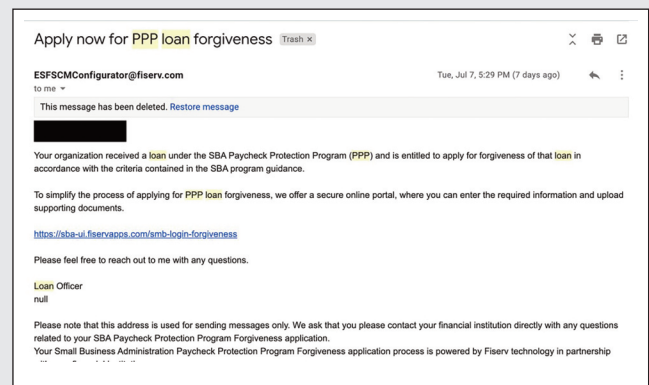 Apply now for PPP loan forgiveness Trash ×
ESFSCMConfigurator@fiserv.com Tue, Jul 7, 5:29 PM (7 days ago)
to me
This message has been deleted. Restore message
Your organization received a loan under the SBA Paycheck Protection Program (PPP) and is entitled to apply for forgiveness of that loan in
accordance with the criteria contained in the SBA program guidance.
To simplify the process of applying for PPP loan forgiveness, we offer a secure online portal, where you can enter the required information and upload
supporting documents.
https://sba-ui.fiservapps.com/smb-login-forgiveness
Please feel free to reach out to me with any questions.
Loan Officer
null
Please note that this address is used for sending messages only. We ask that you please contact your financial institution directly with any questions
related to your SBA Paycheck Protection Program Forgiveness application.
Your Small Business Administration Paycheck Protection Program Forgiveness application process is powered by Fiserv technology in partnership